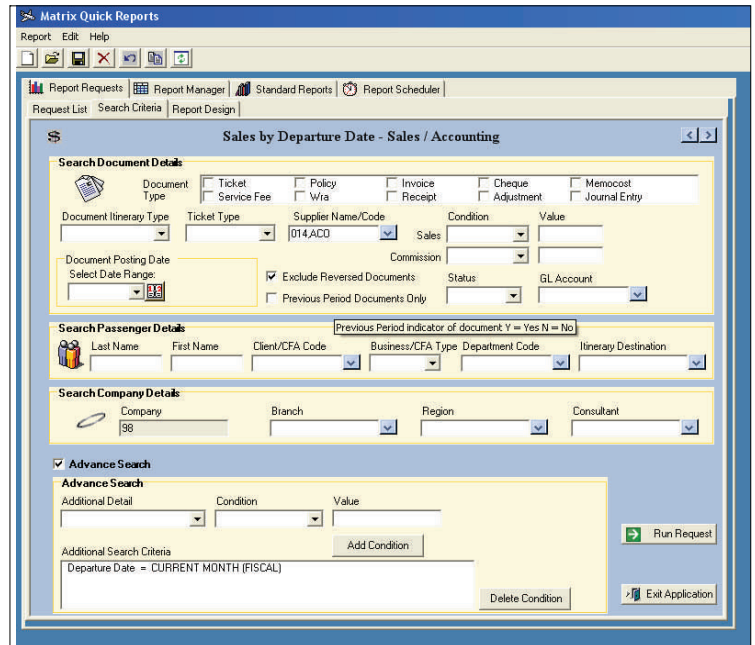 Matrix Quick Reports
Report Edit Help
Report Requests Report Manager Standard Reports Report Scheduler
Request List Search Criteria Report Design
Sales by Departure Date - Sales / Accounting
Search Document Details
Document Type
Ticket Policy Invoice Cheque Memocost
Service Fee Wra Receipt Adjustment Journal Entry
Document Itinerary Type Ticket Type Supplier Name/Code Condition Value
014,ACO Sales
Commission
Document Posting Date
Select Date Range:
Exclude Reversed Documents Status GL Account
Previous Period Documents Only
Previous Period indicator of document Y = Yes N = No
Search Passenger Details
Last Name First Name Client/CFA Code Business/CFA Type Department Code Itinerary Destination
Search Company Details
Company Branch Region Consultant
98
Advance Search
Advance Search
Additional Detail Condition Value
Add Condition
Run Request
Additional Search Criteria
Departure Date = CURRENT MONTH (FISCAL)
Delete Condition
Exit Application